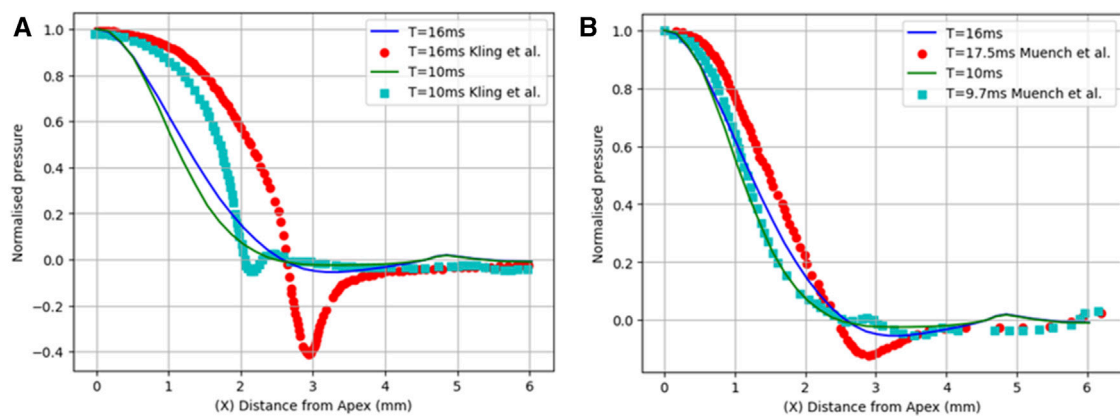 A
1.0
0.8
0.6
0.4
0.2
0.0
−0.2
−0.4
Normalised pressure
T=16ms
T=16ms Kling et al.
T=10ms
T=10ms Kling et al.
0 1 2 3 4 5 6
(X) Distance from Apex (mm)
B
1.0
0.8
0.6
0.4
0.2
0.0
Normalised pressure
T=16ms
T=17.5ms Muench et al.
T=10ms
T=9.7ms Muench et al.
0 1 2 3 4 5 6
(X) Distance from Apex (mm)